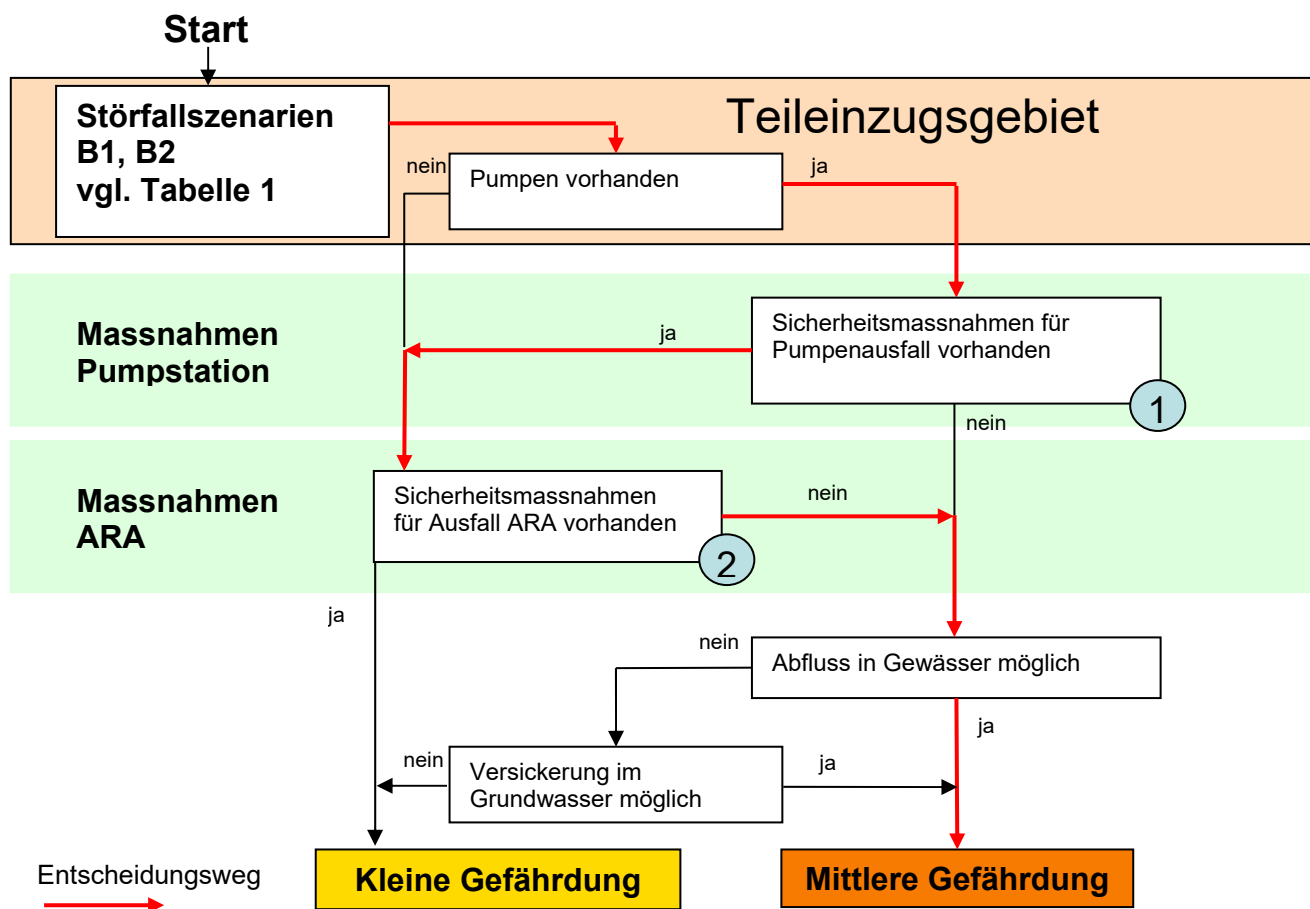 Start
Störfallszenarien
B1, B2
vgl. Tabelle 1
Teileinzugsgebiet
nein
Pumpen vorhanden
ja
Massnahmen
Pumpstation
ja
Sicherheitsmassnahmen für
Pumpenausfall vorhanden
1
nein
Massnahmen
ARA
Sicherheitsmassnahmen
für Ausfall ARA vorhanden
2
nein
ja
nein
Abfluss in Gewässer möglich
ja
nein
Versickerung im
Grundwasser möglich
ja
Entscheidungsweg
Kleine Gefährdung
Mittlere Gefährdung